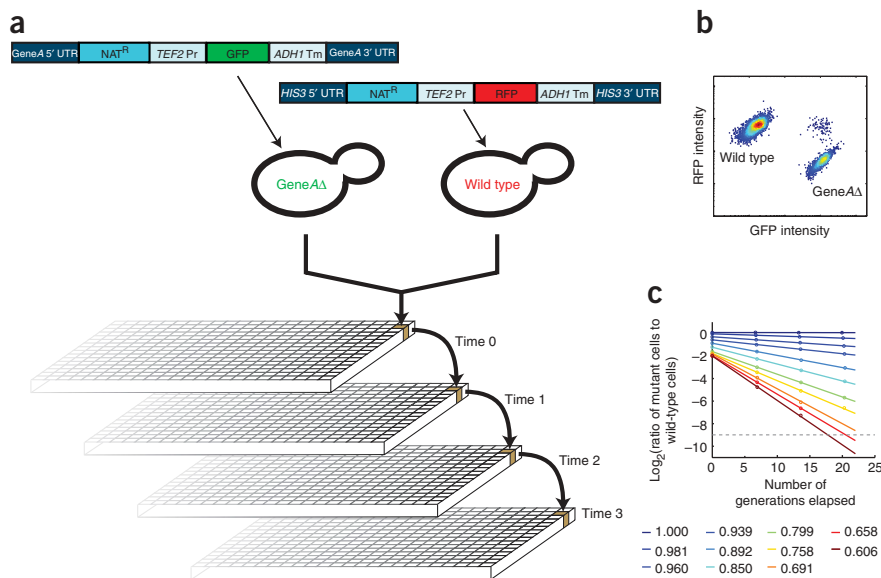 a
GeneA 5′ UTR NATᴿ TEF2 Pr GFP ADH1 Tm GeneA 3′ UTR
HIS3 5′ UTR NATᴿ TEF2 Pr RFP ADH1 Tm HIS3 3′ UTR
GeneAΔ
Wild type
Time 0
Time 1
Time 2
Time 3
b
RFP intensity
Wild type
GeneAΔ
GFP intensity
c
Log₂(ratio of mutant cells to
wild-type cells)
0
−2
−4
−6
−8
−10
0 5 10 15 20 25
Number of
generations elapsed
1.000 0.939 0.799 0.658
0.981 0.892 0.758 0.606
0.960 0.850 0.691